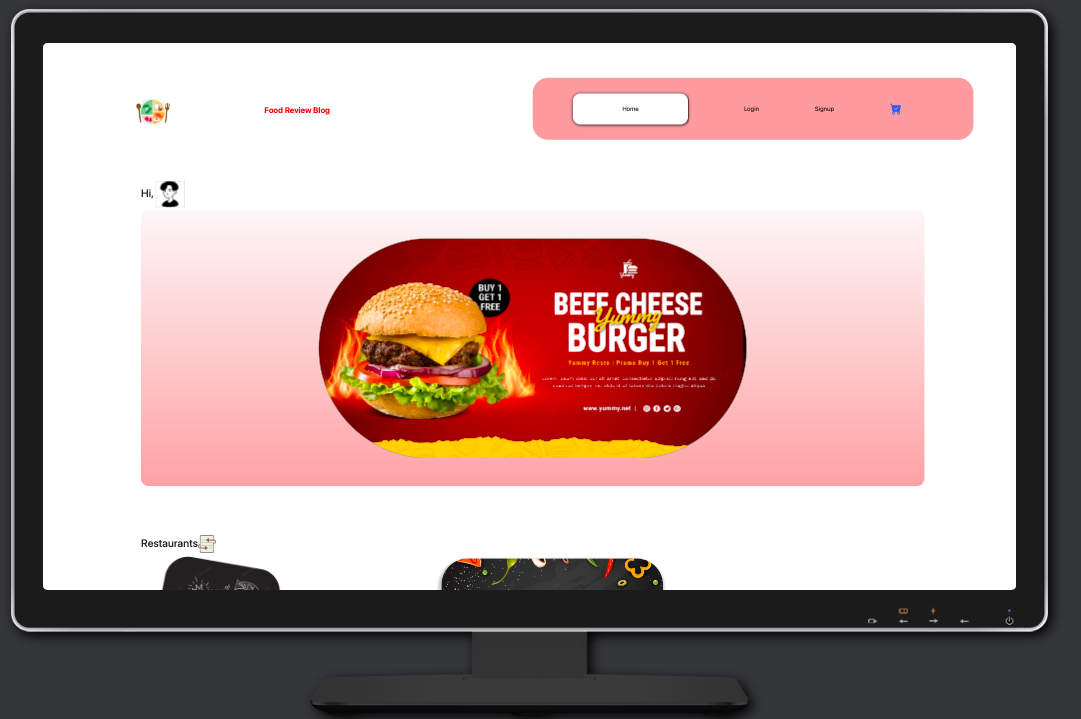 Food Review Blog
Home
Login
Signup
Hi,
BUY 1
GET 1
FREE
BEEF CHEESE
Yummy
BURGER
Yummy Resto | Promo Buy 1 Get 1 Free
www.yummy.net |
Restaurants